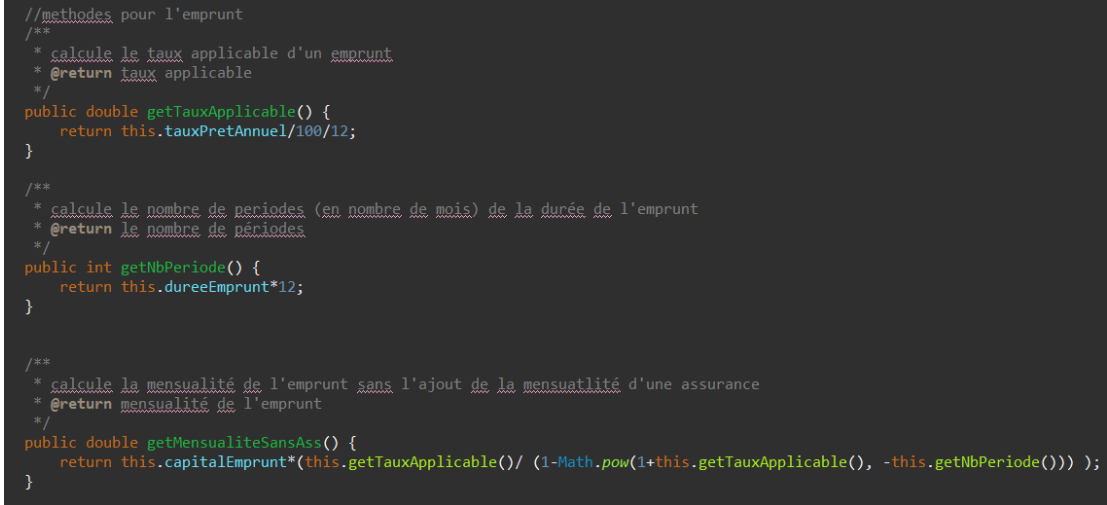 //methodes pour l'emprunt
/**
* calcule le taux applicable d'un emprunt
* @return taux applicable
*/
public double getTauxApplicable() {
return this.tauxPretAnnuel/100/12;
}
/**
* calcule le nombre de periodes (en nombre de mois) de la durée de l'emprunt
* @return le nombre de périodes
*/
public int getNbPeriode() {
return this.dureeEmprunt*12;
}
/**
* calcule la mensualité de l'emprunt sans l'ajout de la mensuatlité d'une assurance
* @return mensualité de l'emprunt
*/
public double getMensualiteSansAss() {
return this.capitalEmprunt*(this.getTauxApplicable()/ (1-Math.pow(1+this.getTauxApplicable(), -this.getNbPeriode())) );
}